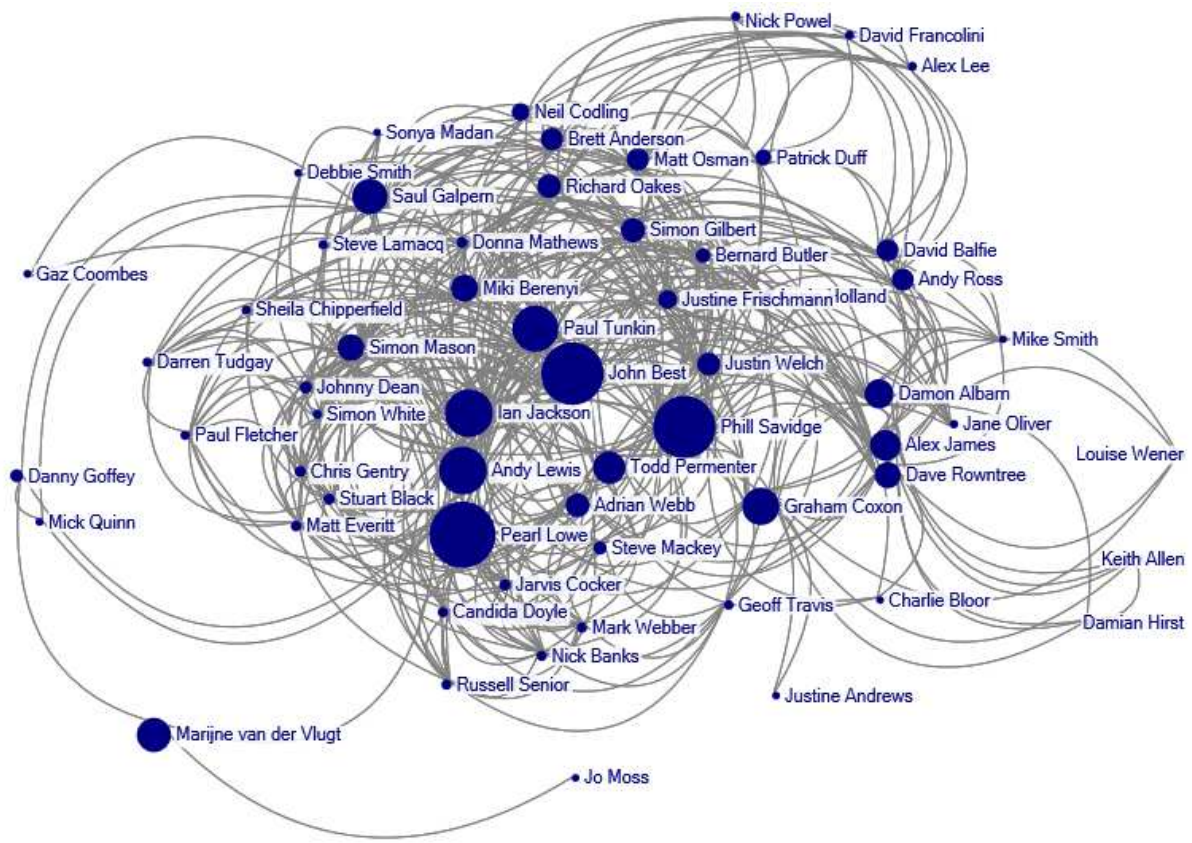 Nick Powel
David Francolini
Alex Lee
Neil Codling
Sonya Madan
Brett Anderson
Matt Osman
Patrick Duff
Debbie Smith
Richard Oakes
Saul Galpern
Simon Gilbert
Steve Lamacq
Donna Mathews
David Balfie
Bernard Butler
Gaz Coombes
Andy Ross
Miki Berenyi
Justine Frischmann
Holland
Sheila Chipperfield
Paul Tunkin
Mike Smith
Simon Mason
Darren Tudgay
Justin Welch
John Best
Johnny Dean
Damon Albarn
Simon White
Ian Jackson
Jane Oliver
Phill Savidge
Paul Fletcher
Alex James
Louise Wener
Chris Gentry
Andy Lewis
Todd Permenter
Danny Goffey
Dave Rowntree
Stuart Black
Adrian Webb
Graham Coxon
Mick Quinn
Matt Everitt
Pearl Lowe
Steve Mackey
Keith Allen
Jarvis Cocker
Charlie Bloor
Candida Doyle
Geoff Travis
Mark Webber
Damian Hirst
Nick Banks
Russell Senior
Justine Andrews
Marijne van der Vlugt
Jo Moss